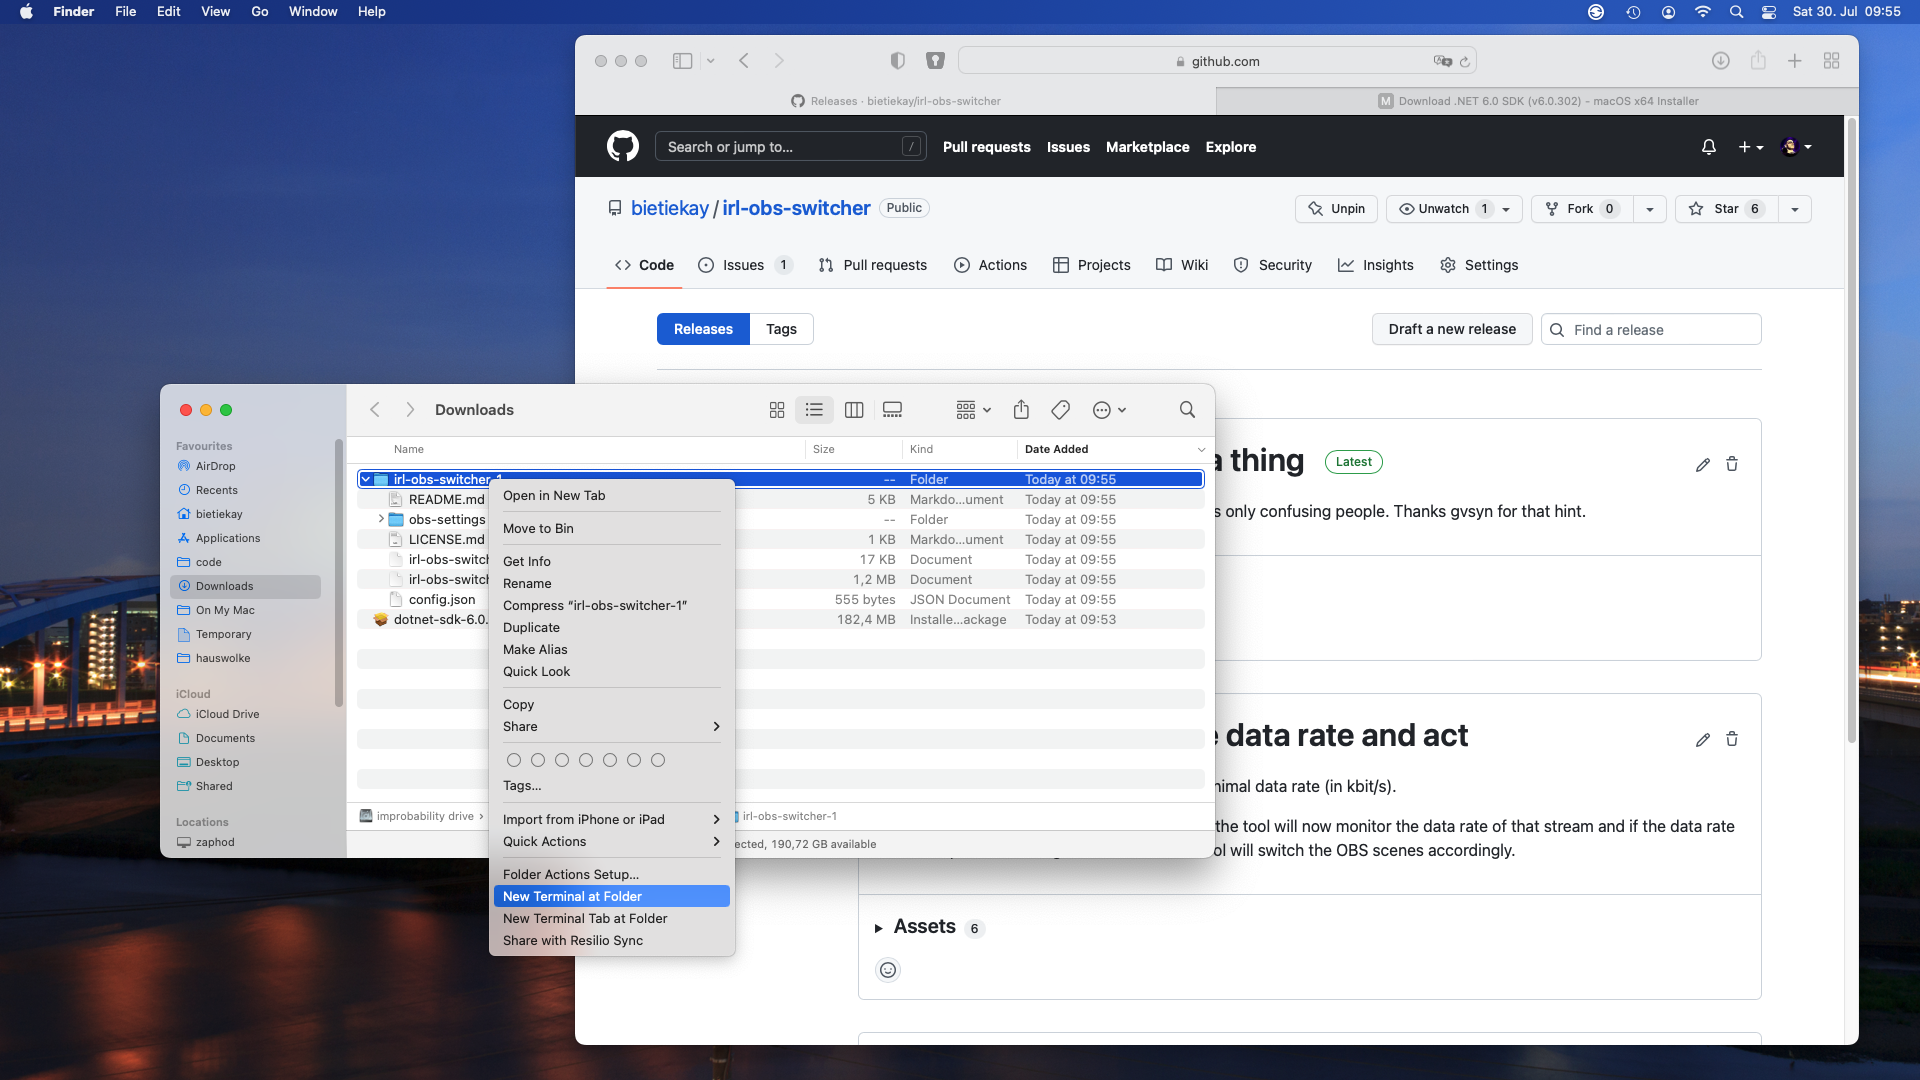 Finder File Edit View Go Window Help Sat 30. Jul 09:55
github.com
Releases · bietiekay/irl-obs-switcher
M Download .NET 6.0 SDK (v6.0.302) - macOS x64 Installer
Search or jump to... / Pull requests Issues Marketplace Explore
bietiekay / irl-obs-switcher Public
Unpin Unwatch 1 Fork 0 Star 6
Code Issues 1 Pull requests Actions Projects Wiki Security Insights Settings
Releases Tags Draft a new release Find a release
a thing Latest
s only confusing people. Thanks gvsyn for that hint.
data rate and act
nimal data rate (in kbit/s).
the tool will now monitor the data rate of that stream and if the data rate
ol will switch the OBS scenes accordingly.
Assets 6
Favourites
AirDrop
Recents
bietiekay
Applications
code
Downloads
On My Mac
Temporary
hauswolke
iCloud
iCloud Drive
Documents
Desktop
Shared
Locations
zaphod
Downloads
Name Size Kind Date Added
irl-obs-switcher-1 -- Folder Today at 09:55
README.md 5 KB Markdo...ument Today at 09:55
obs-settings -- Folder Today at 09:55
LICENSE.md 1 KB Markdo...ument Today at 09:55
irl-obs-switch 17 KB Document Today at 09:55
irl-obs-switch 1,2 MB Document Today at 09:55
config.json 555 bytes JSON Document Today at 09:55
dotnet-sdk-6.0. 182,4 MB Installe...ackage Today at 09:53
improbability drive › irl-obs-switcher-1
ected, 190,72 GB available
Open in New Tab
Move to Bin
Get Info
Rename
Compress “irl-obs-switcher-1”
Duplicate
Make Alias
Quick Look
Copy
Share
Tags...
Import from iPhone or iPad
Quick Actions
Folder Actions Setup...
New Terminal at Folder
New Terminal Tab at Folder
Share with Resilio Sync